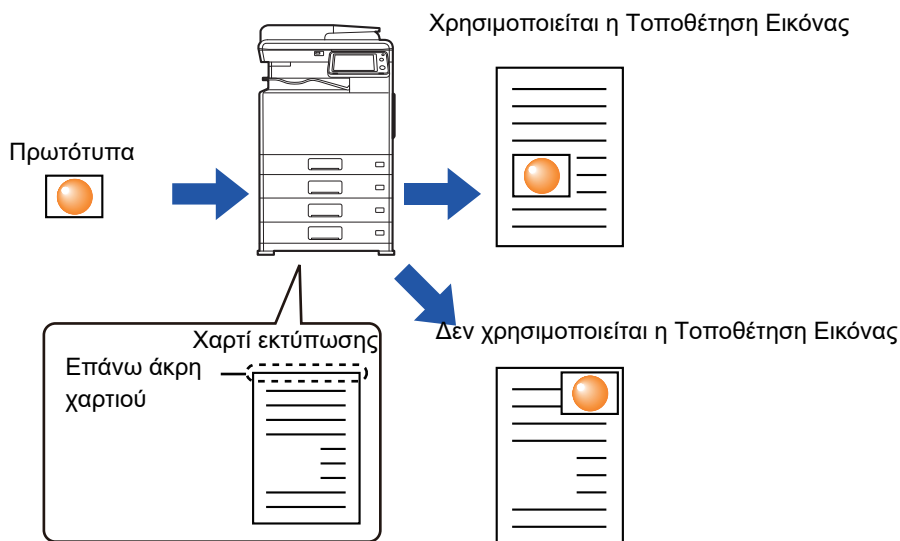 Χρησιμοποιείται η Τοποθέτηση Εικόνας
Πρωτότυπα
Δεν χρησιμοποιείται η Τοποθέτηση Εικόνας
Χαρτί εκτύπωσης
Επάνω άκρη
χαρτιού